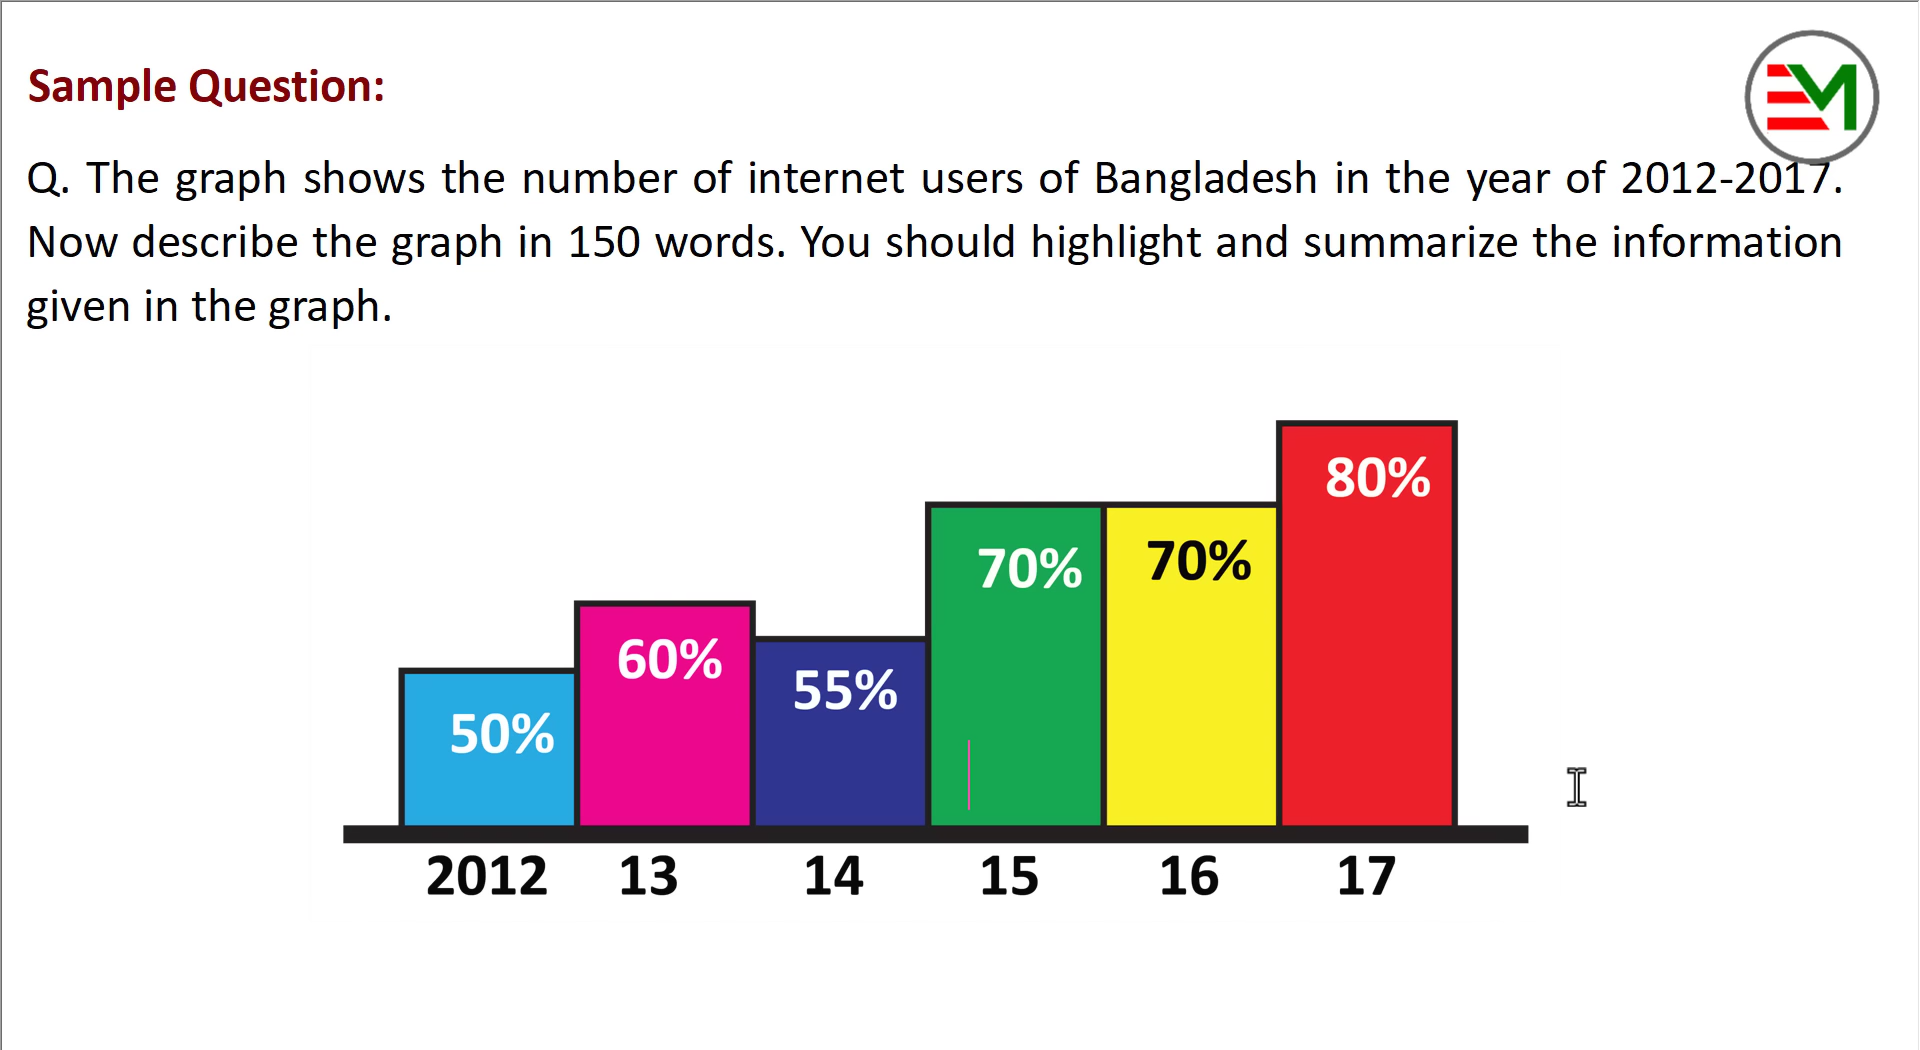 Sample Question:
EM
Q. The graph shows the number of internet users of Bangladesh in the year of 2012-2017.
Now describe the graph in 150 words. You should highlight and summarize the information
given in the graph.
50%
60%
55%
70%
70%
80%
2012 13 14 15 16 17